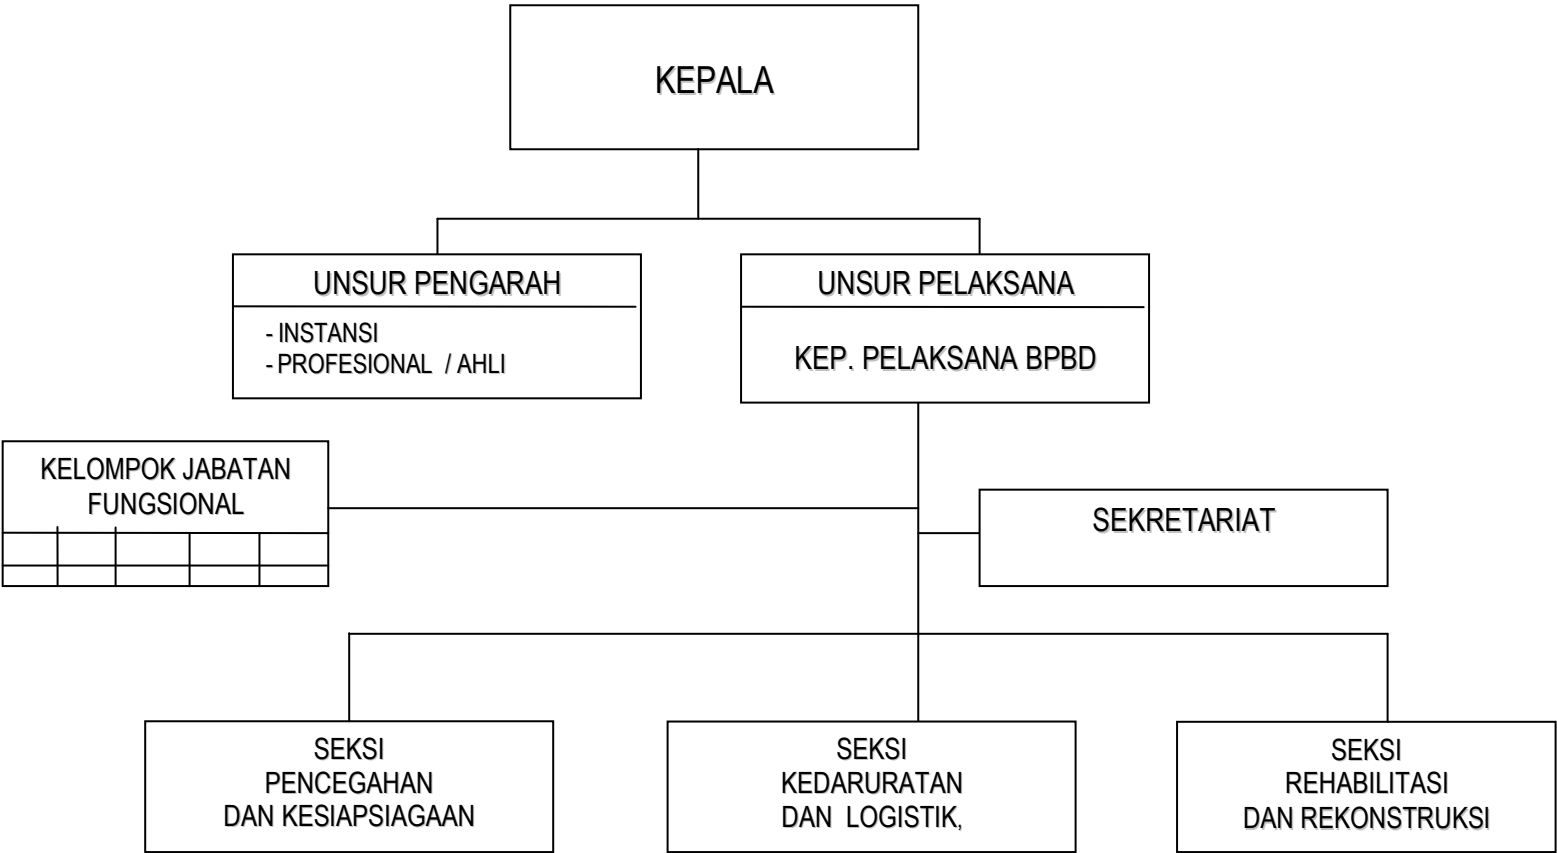 KEPALA
UNSUR PENGARAH
- INSTANSI
- PROFESIONAL / AHLI
UNSUR PELAKSANA
KEP. PELAKSANA BPBD
KELOMPOK JABATAN
FUNGSIONAL
SEKRETARIAT
SEKSI
PENCEGAHAN
DAN KESIAPSIAGAAN
SEKSI
KEDARURATAN
DAN LOGISTIK,
SEKSI
REHABILITASI
DAN REKONSTRUKSI